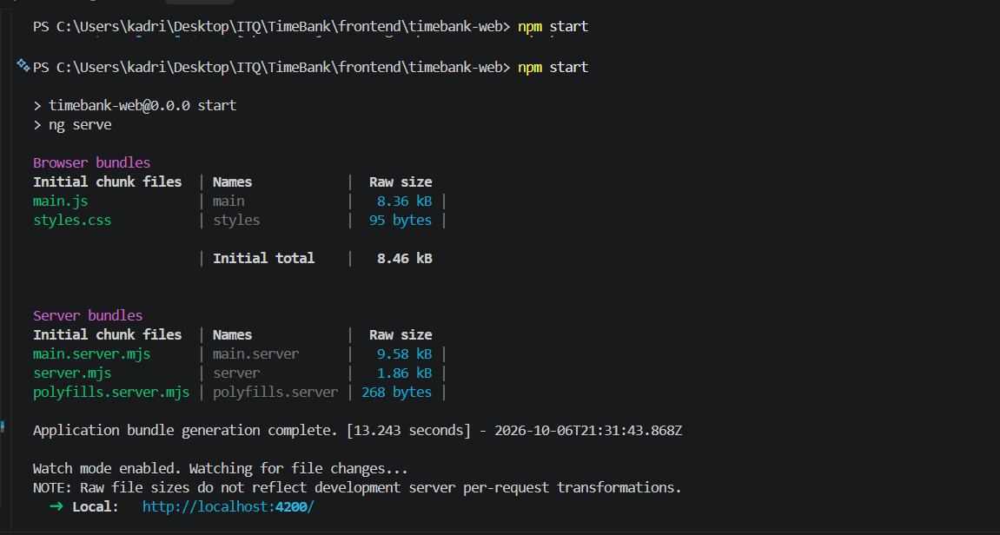 PS C:\Users\kadri\Desktop\ITQ\TimeBank\frontend\timebank-web> npm start
PS C:\Users\kadri\Desktop\ITQ\TimeBank\frontend\timebank-web> npm start
> timebank-web@0.0.0 start
> ng serve
Browser bundles
Initial chunk files | Names | Raw size
main.js | main | 8.36 kB |
styles.css | styles | 95 bytes |
| Initial total | 8.46 kB
Server bundles
Initial chunk files | Names | Raw size
main.server.mjs | main.server | 9.58 kB |
server.mjs | server | 1.86 kB |
polyfills.server.mjs | polyfills.server | 268 bytes |
Application bundle generation complete. [13.243 seconds] - 2026-10-06T21:31:43.868Z
Watch mode enabled. Watching for file changes...
NOTE: Raw file sizes do not reflect development server per-request transformations.
➜ Local: http://localhost:4200/